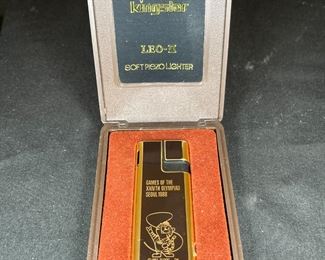 Kingstar
LEO-II
SOFT PIEZO LIGHTER
GAMES OF THE
XXIVTH OLYMPIAD
SEOUL 1988